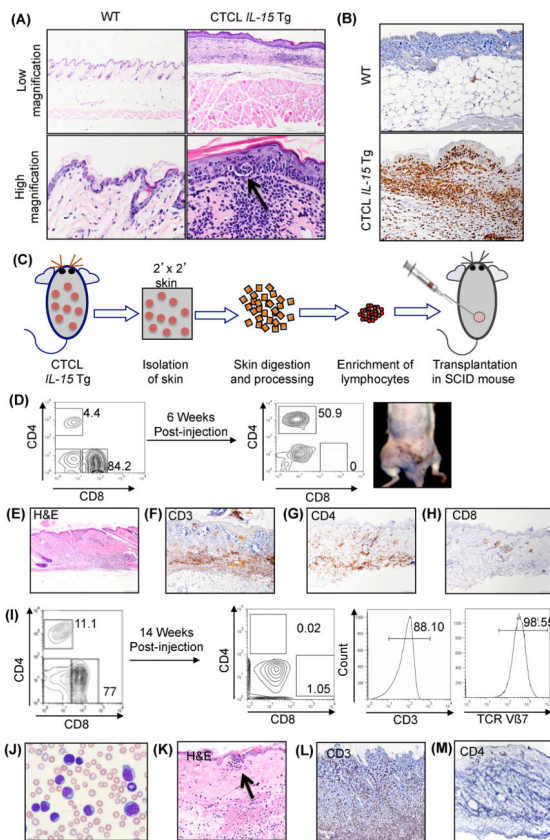 (A)
WT
CTCL IL-15 Tg
Low
magnification
High
magnification
(B)
WT
CTCL IL-15 Tg
(C)
2’ x 2’
skin
CTCL
IL-15 Tg
Isolation
of skin
Skin digestion
and processing
Enrichment of
lymphocytes
Transplantation
in SCID mouse
(D)
CD4
4.4
84.2
CD8
6 Weeks
Post-injection
CD4
50.9
0
CD8
(E)
H&E
(F)
CD3
(G)
CD4
(H)
CD8
(I)
CD4
11.1
77
CD8
14 Weeks
Post-injection
CD4
0.02
1.05
CD8
Count
88.10
CD3
98.55
TCR Vß7
(J)
(K)
H&E
(L)
CD3
(M)
CD4